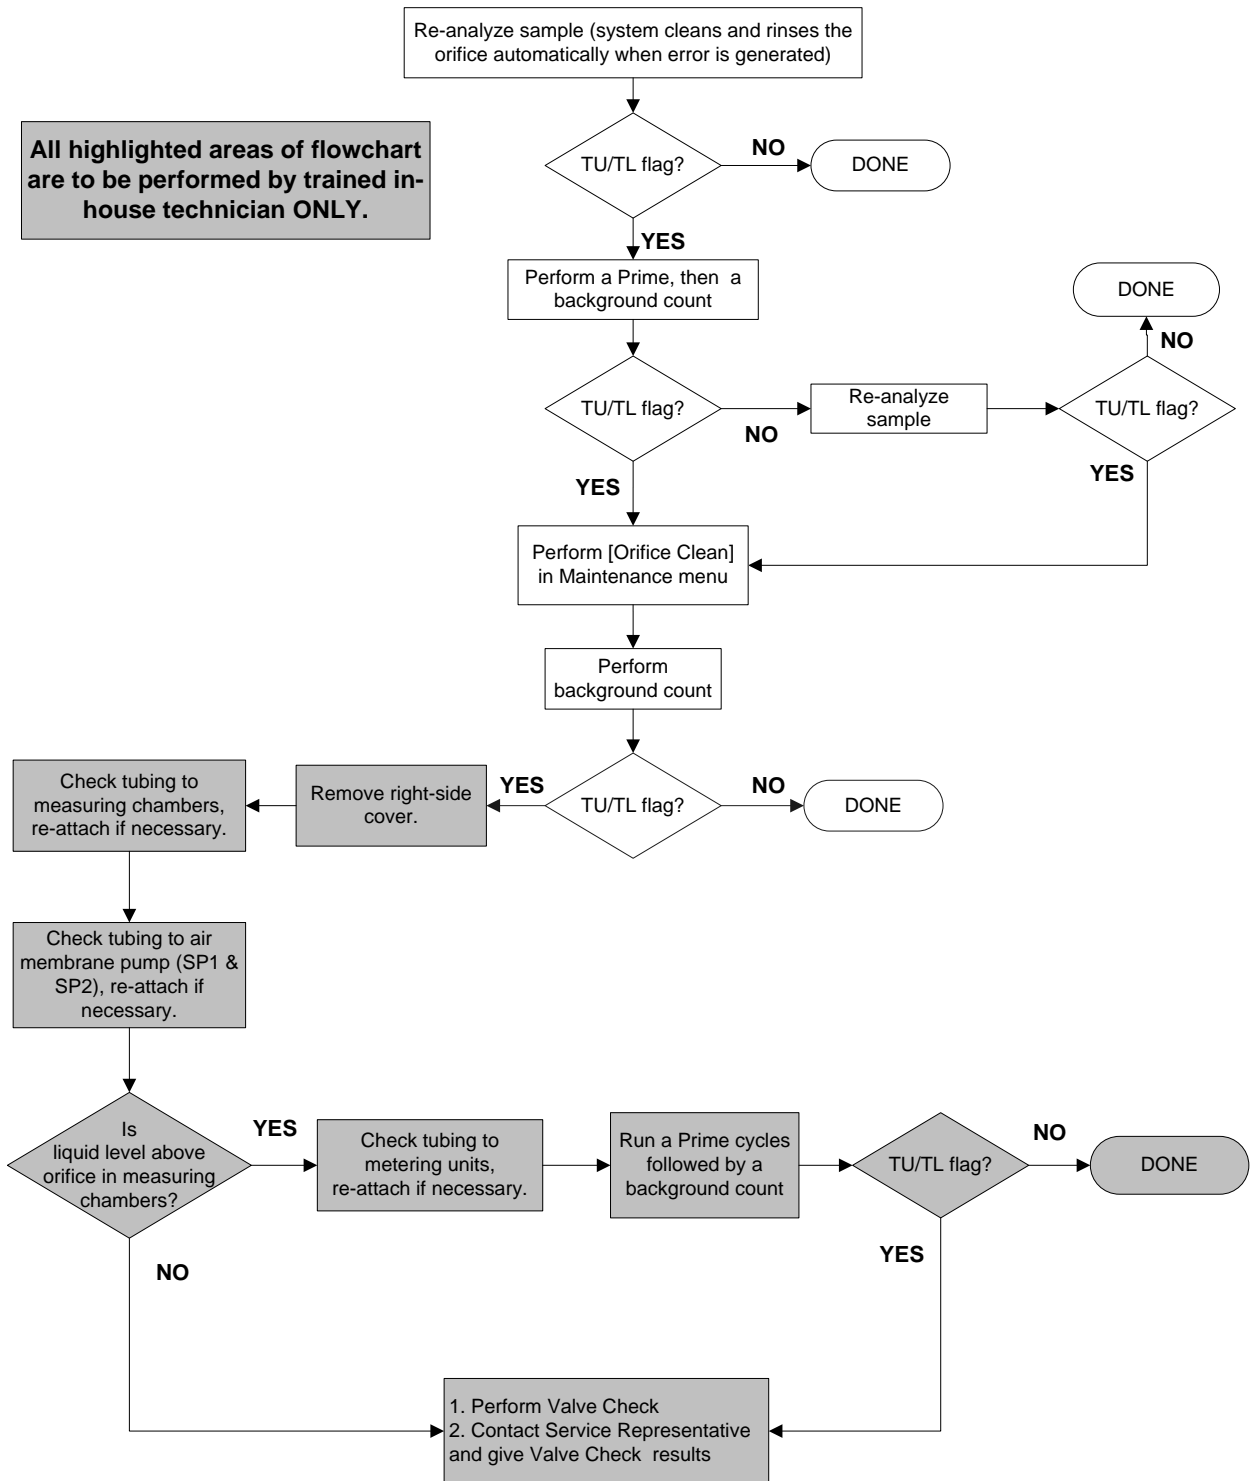 Re-analyze sample (system cleans and rinses the
orifice automatically when error is generated)
All highlighted areas of flowchart
are to be performed by trained in-
house technician ONLY.
TU/TL flag?
NO
DONE
YES
Perform a Prime, then a
background count
DONE
NO
TU/TL flag?
NO
Re-analyze
sample
TU/TL flag?
YES
YES
Perform [Orifice Clean]
in Maintenance menu
Perform
background count
Check tubing to
measuring chambers,
re-attach if necessary.
Remove right-side
cover.
YES
TU/TL flag?
NO
DONE
Check tubing to air
membrane pump (SP1 &
SP2), re-attach if
necessary.
Is
liquid level above
orifice in measuring
chambers?
YES
Check tubing to
metering units,
re-attach if necessary.
Run a Prime cycles
followed by a
background count
TU/TL flag?
NO
DONE
NO
YES
1. Perform Valve Check
2. Contact Service Representative
and give Valve Check results